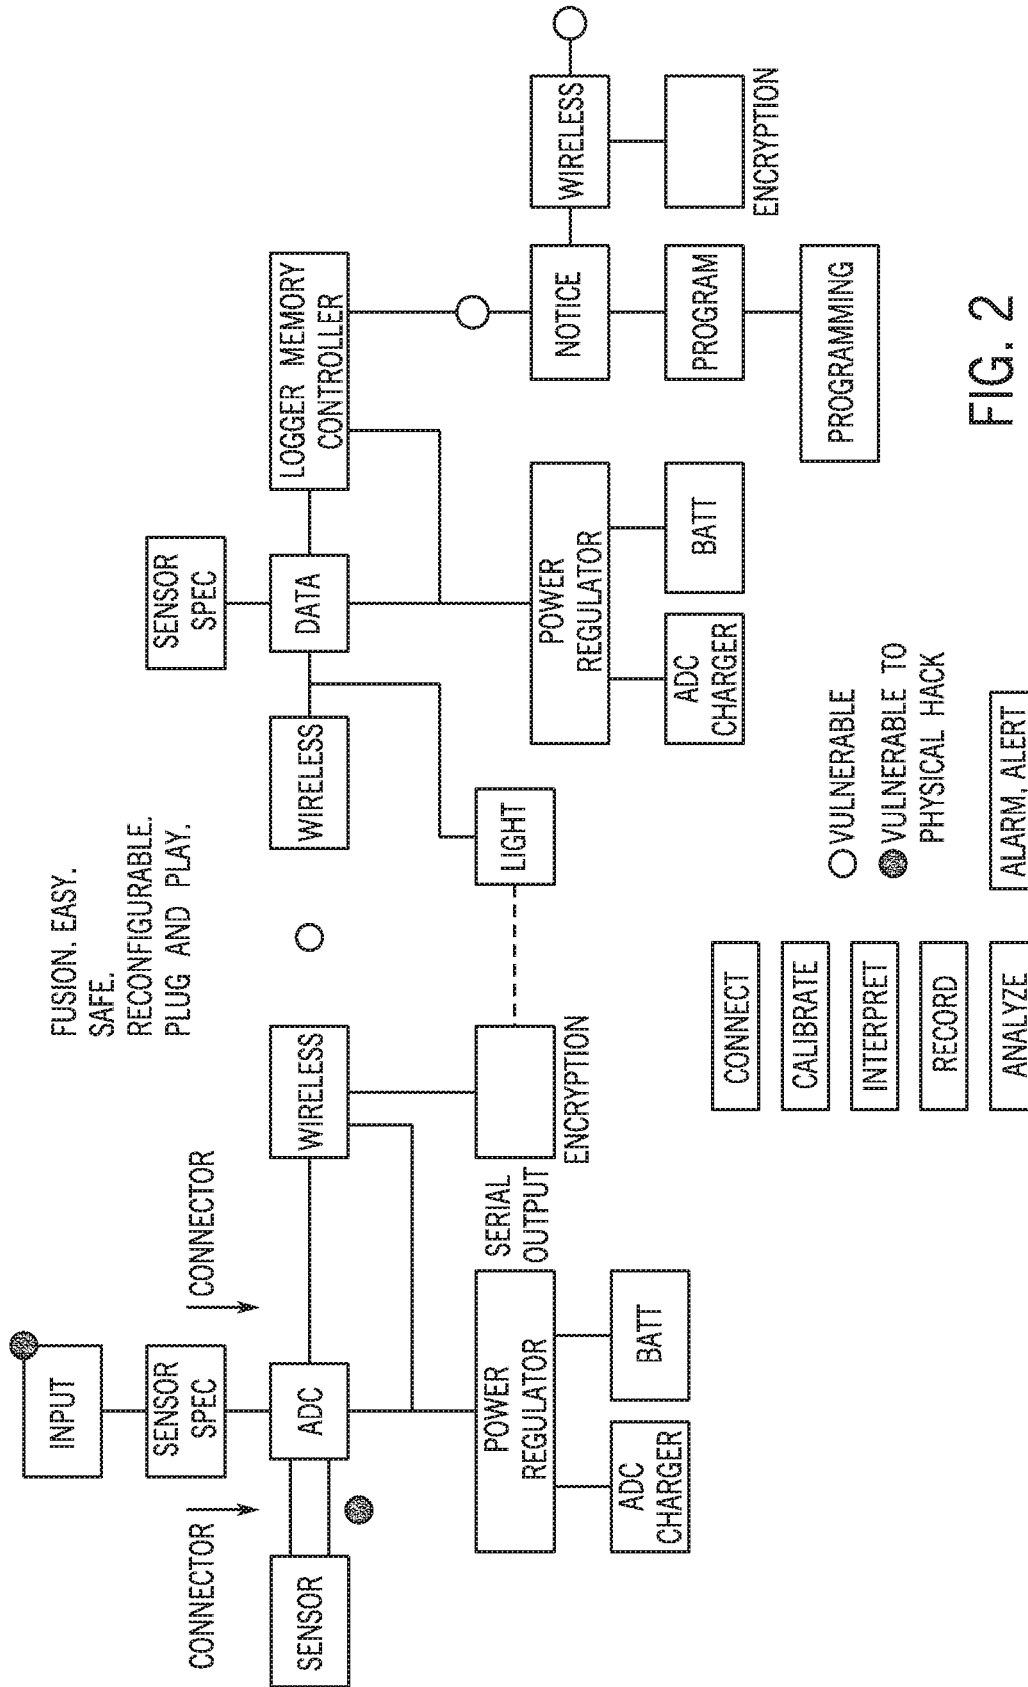 FUSION. EASY.
SAFE.
RECONFIGURABLE.
PLUG AND PLAY.
INPUT
CONNECTOR
CONNECTOR
SENSOR
SPEC
SENSOR
SPEC
SENSOR
ADC
WIRELESS
WIRELESS
DATA
LOGGER MEMORY
CONTROLLER
POWER
REGULATOR
SERIAL
OUTPUT
ENCRYPTION
LIGHT
POWER
REGULATOR
NOTICE
WIRELESS
ADC
CHARGER
BATT
ADC
CHARGER
BATT
PROGRAM
ENCRYPTION
PROGRAMMING
CONNECT
CALIBRATE
INTERPRET
RECORD
ANALYZE
VULNERABLE
VULNERABLE TO
PHYSICAL HACK
ALARM, ALERT
FIG. 2